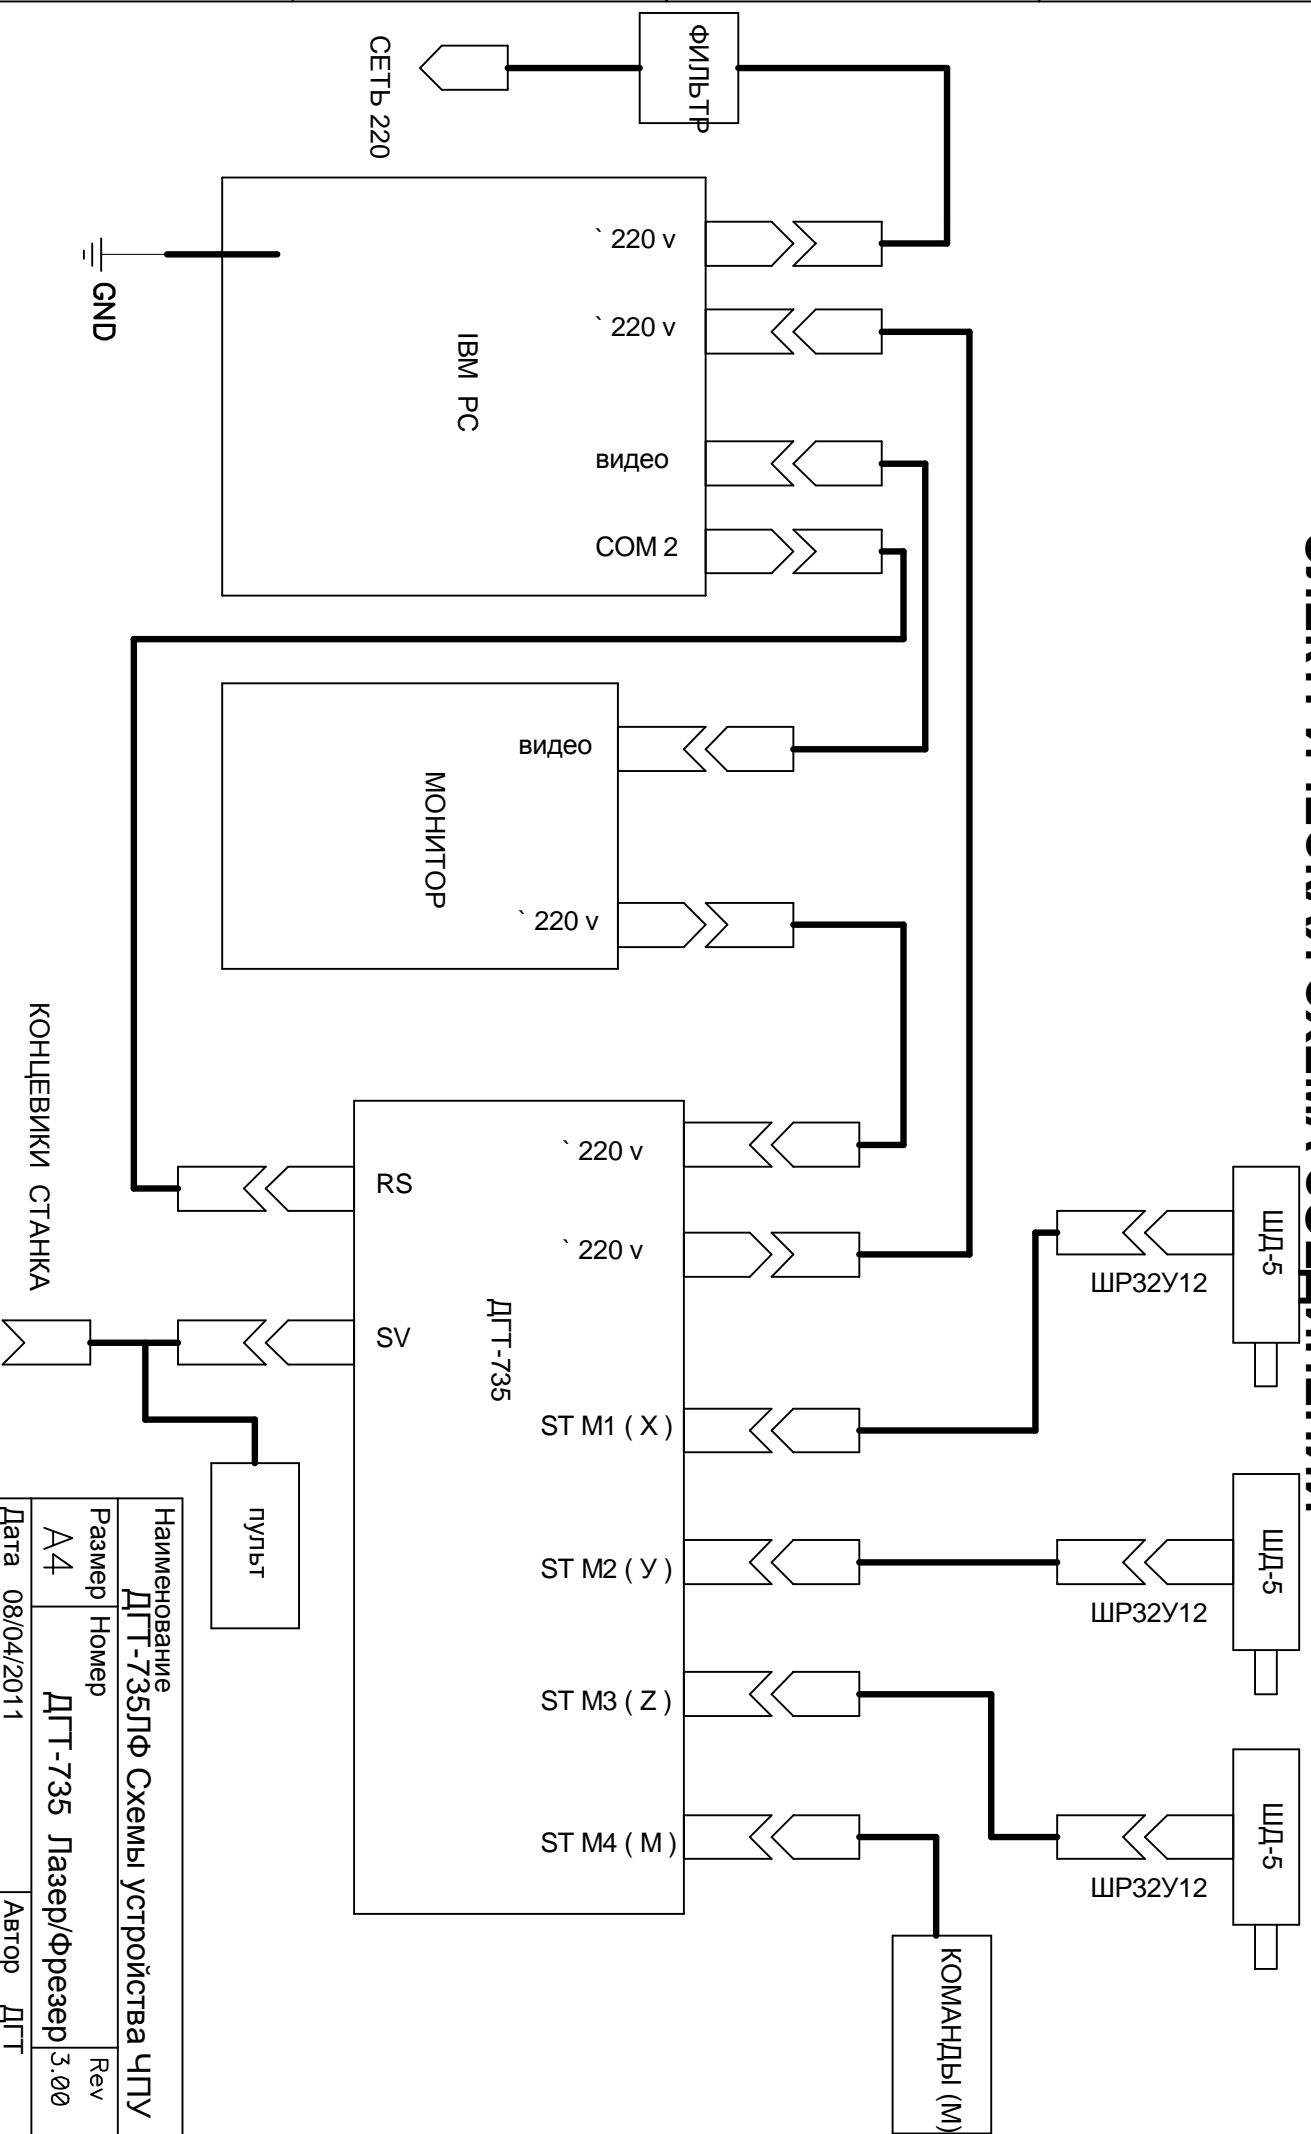 ФИЛЬТР
СЕТЬ 220
` 220 v
` 220 v
видео
COM 2
IBM PC
GND
видео
` 220 v
МОНИТОР
` 220 v
` 220 v
RS
SV
ДГТ-735
ST M1 ( X )
ST M2 ( У )
ST M3 ( Z )
ST M4 ( M )
ШД-5
ШР32У12
ШД-5
ШР32У12
ШД-5
ШР32У12
КОМАНДЫ (М)
КОНЦЕВИКИ СТАНКА
пульт
Наименование
ДГТ-735ЛФ Схемы устройства ЧПУ
Размер Номер Rev
A4 ДГТ-735 Лазер/Фрезер 3.00
Дата 08/04/2011 Автор ДГТ